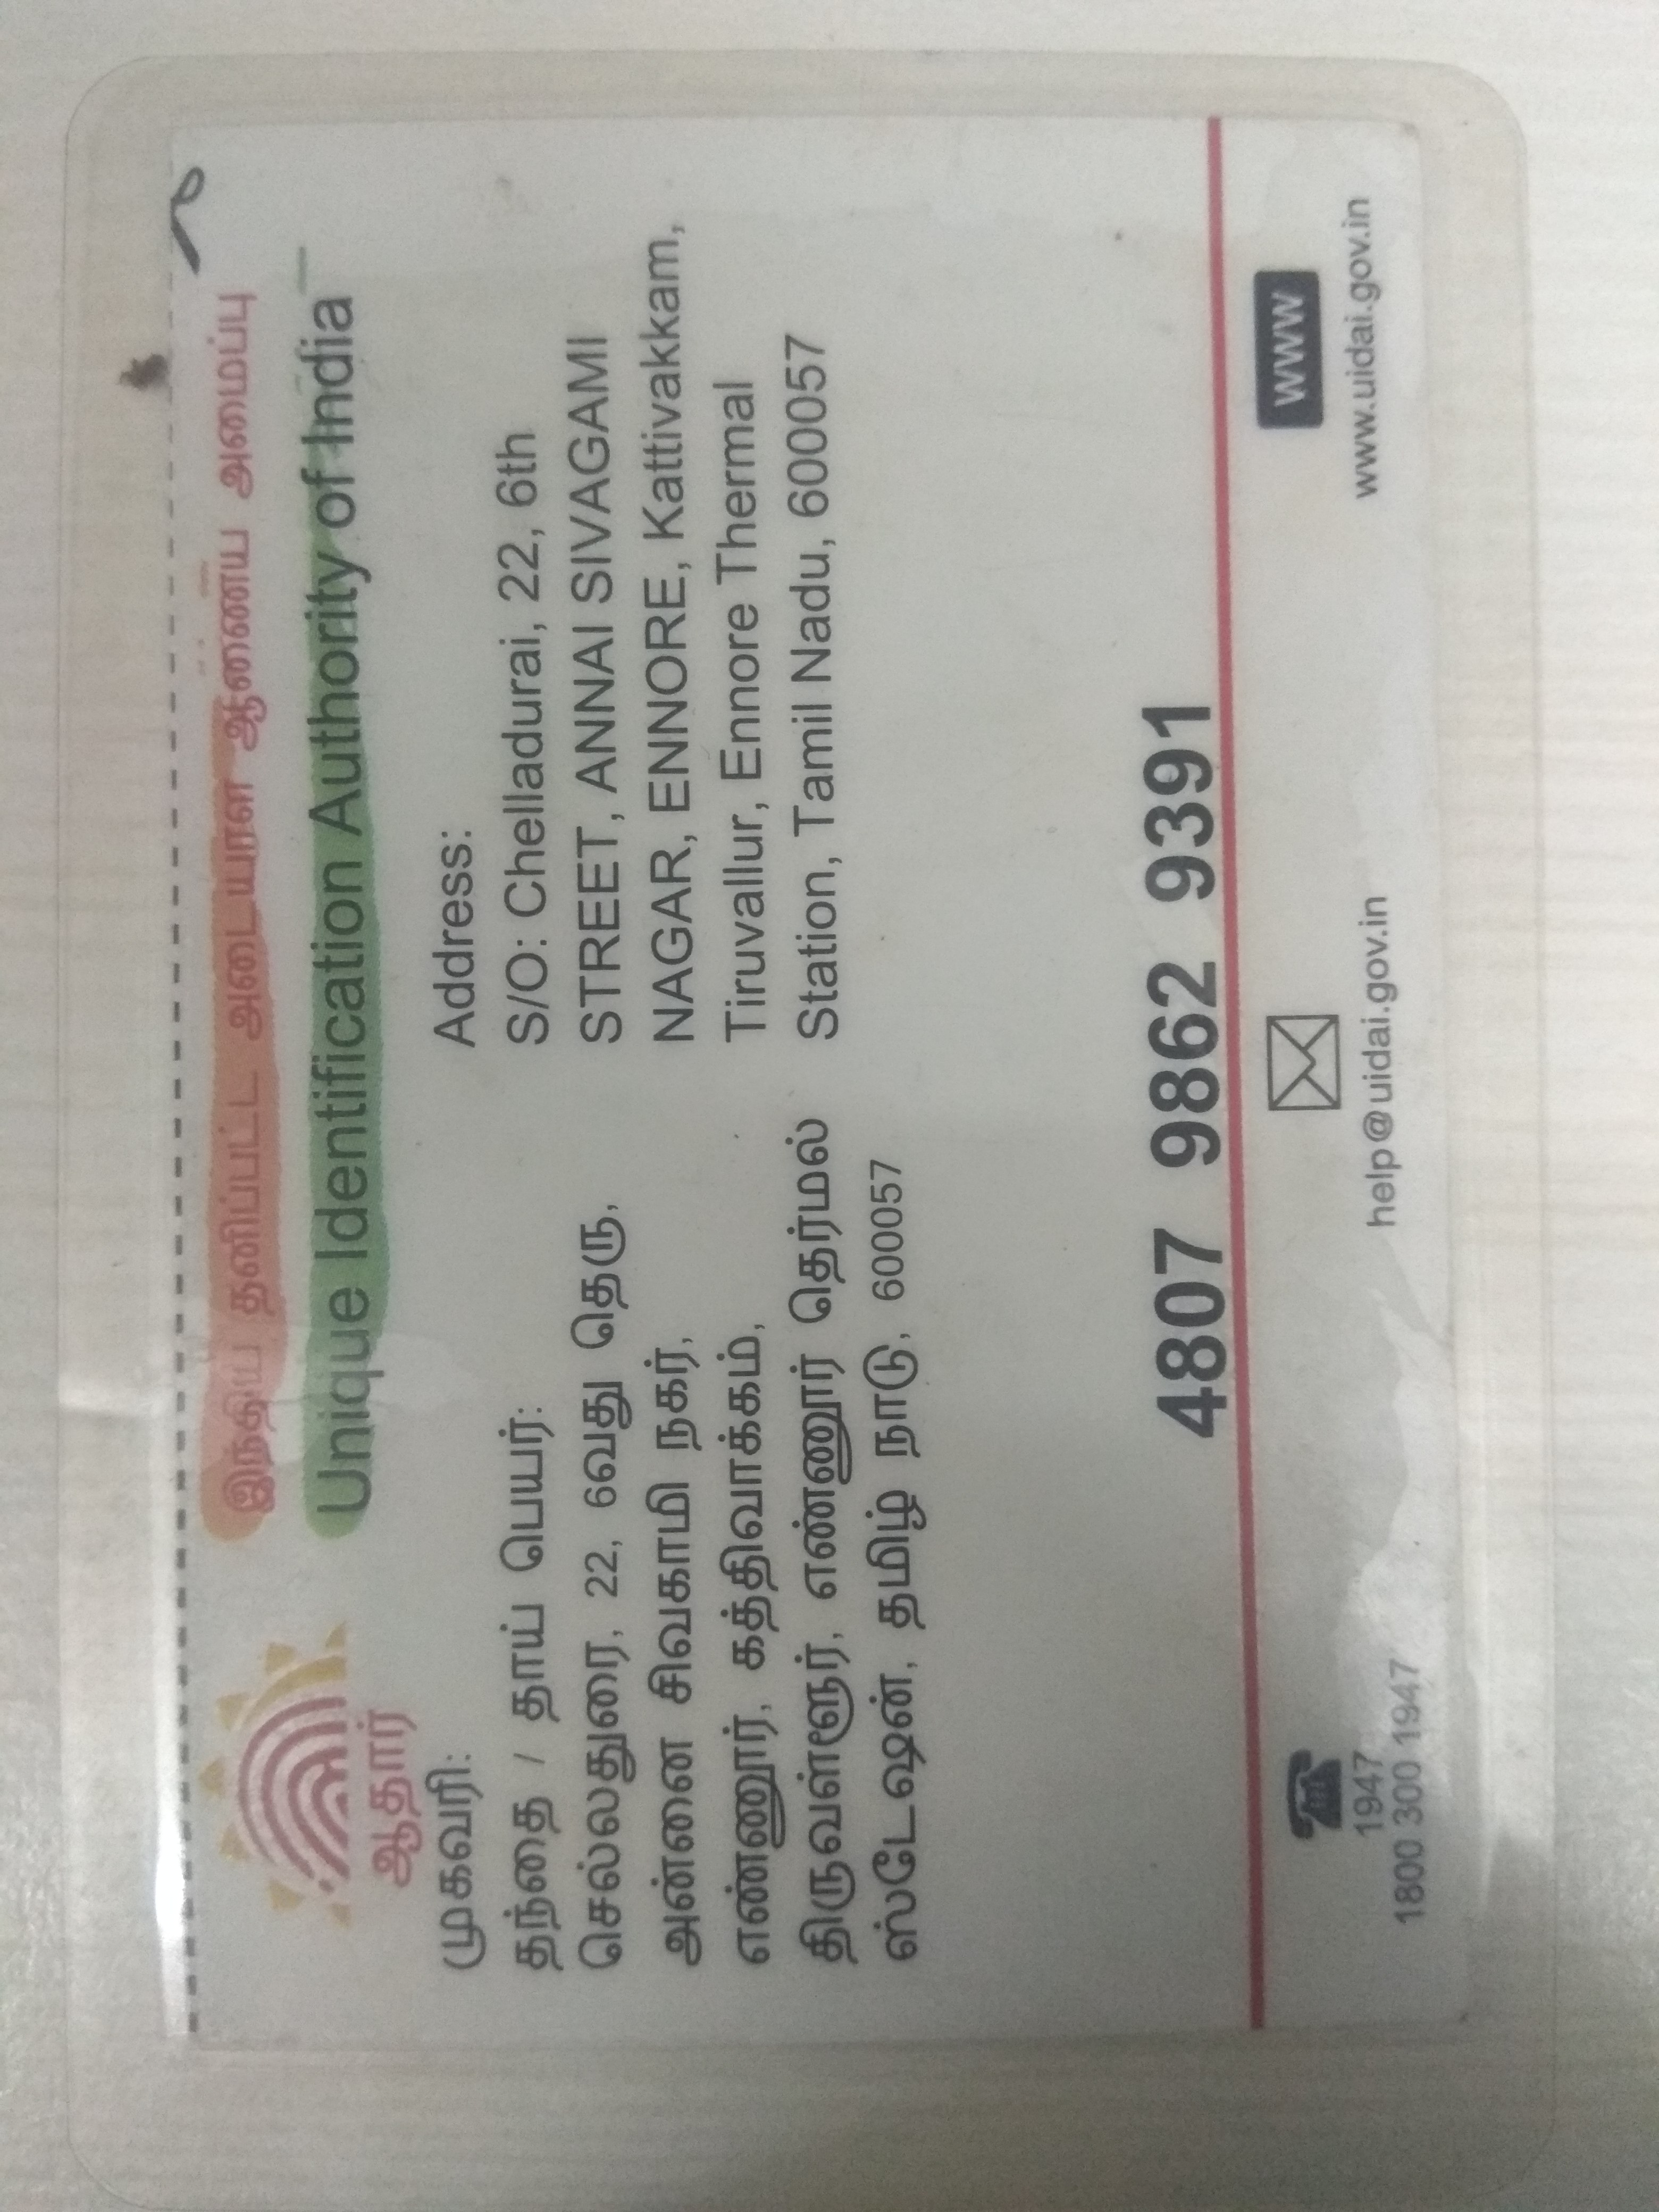 இந்திய தனிப்பட்ட அடையாள ஆணைய அமைப்பு
Unique Identification Authority of India
ஆதார்
முகவரி:
தந்தை / தாய் பெயர்:
செல்லதுரை, 22, 6வது தெரு,
அன்னை சிவகாமி நகர்,
எண்ணூர், கத்திவாக்கம்,
திருவள்ளூர், எண்ணூர் தெர்மல்
ஸ்டேஷன், தமிழ் நாடு, 600057
Address:
S/O: Chelladurai, 22, 6th
STREET, ANNAI SIVAGAMI
NAGAR, ENNORE, Kattivakkam,
Tiruvallur, Ennore Thermal
Station, Tamil Nadu, 600057
4807 9862 9391
1947
1800 300 1947
help@uidai.gov.in
WWW
www.uidai.gov.in